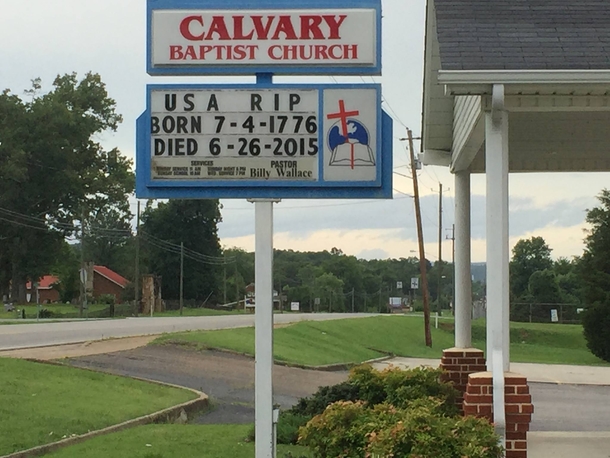 CALVARY
BAPTIST CHURCH
USA RIP
BORN 7-4-1776
DIED 6-26-2015
SERVICES
PASTOR
Billy Wallace